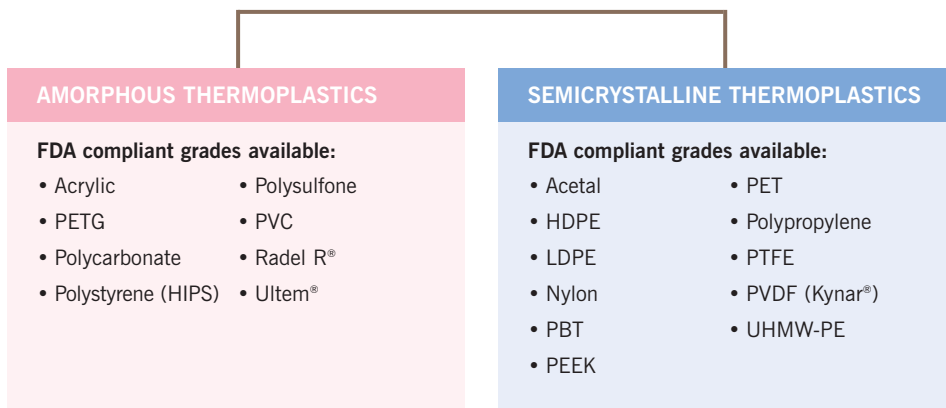 AMORPHOUS THERMOPLASTICS
FDA compliant grades available:
• Acrylic
• PETG
• Polycarbonate
• Polystyrene (HIPS)
• Polysulfone
• PVC
• Radel R®
• Ultem®
SEMICRYSTALLINE THERMOPLASTICS
FDA compliant grades available:
• Acetal
• HDPE
• LDPE
• Nylon
• PBT
• PEEK
• PET
• Polypropylene
• PTFE
• PVDF (Kynar®)
• UHMW-PE